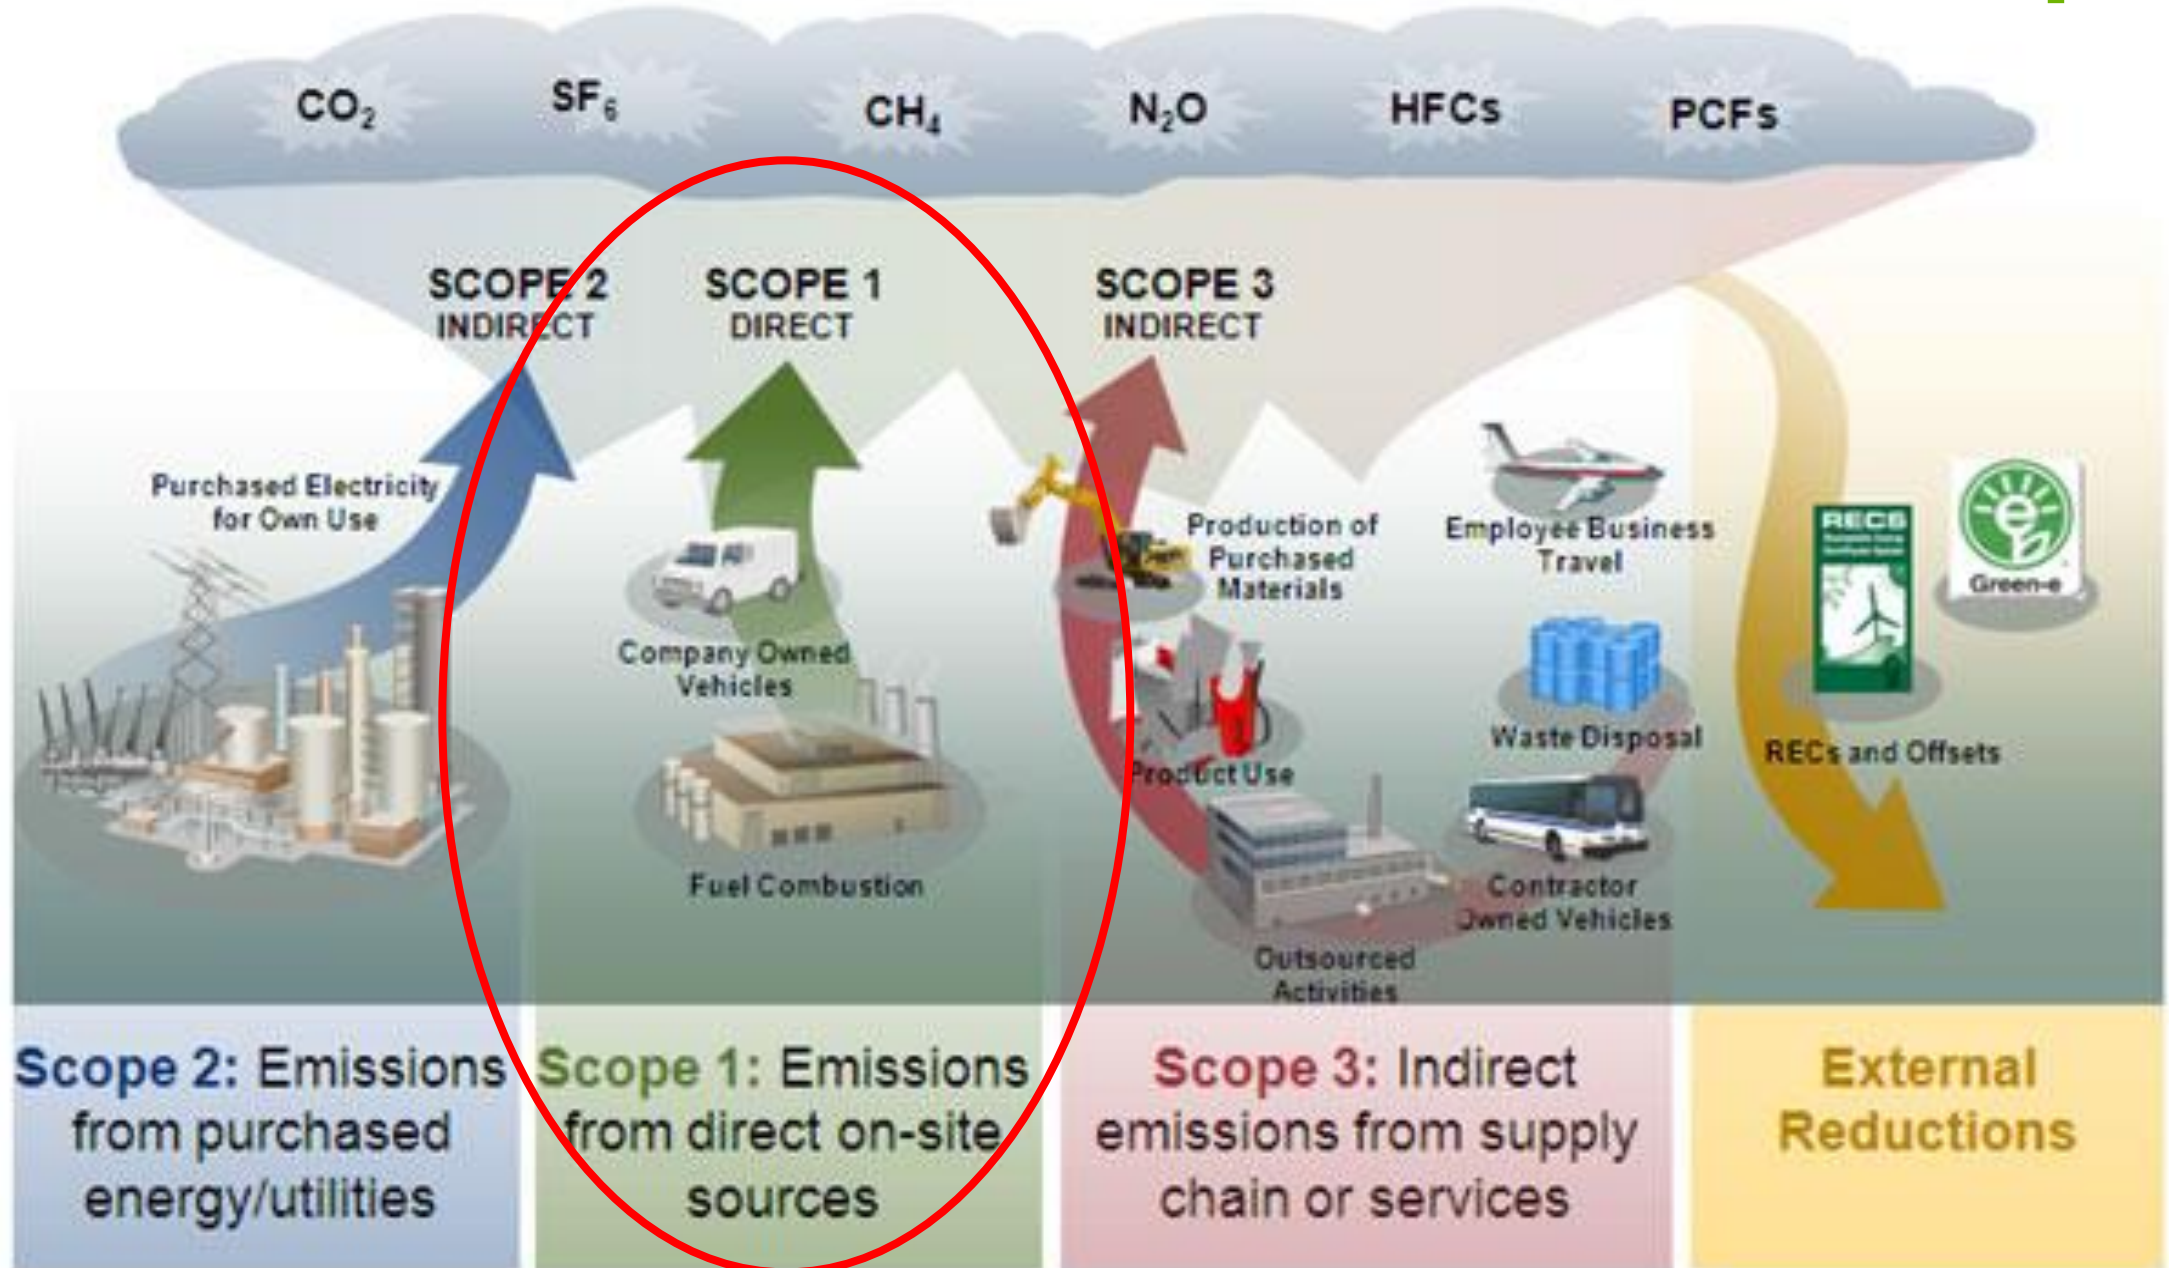 CO₂ SF₆ CH₄ N₂O HFCs PCFs
SCOPE 2
INDIRECT
SCOPE 1
DIRECT
SCOPE 3
INDIRECT
Purchased Electricity
for Own Use
Company Owned
Vehicles
Fuel Combustion
Production of
Purchased
Materials
Product Use
Outsourced
Activities
Employee Business
Travel
Waste Disposal
Contractor
Owned Vehicles
RECS
Green-e
RECs and Offsets
Scope 2: Emissions
from purchased
energy/utilities
Scope 1: Emissions
from direct on-site
sources
Scope 3: Indirect
emissions from supply
chain or services
External
Reductions